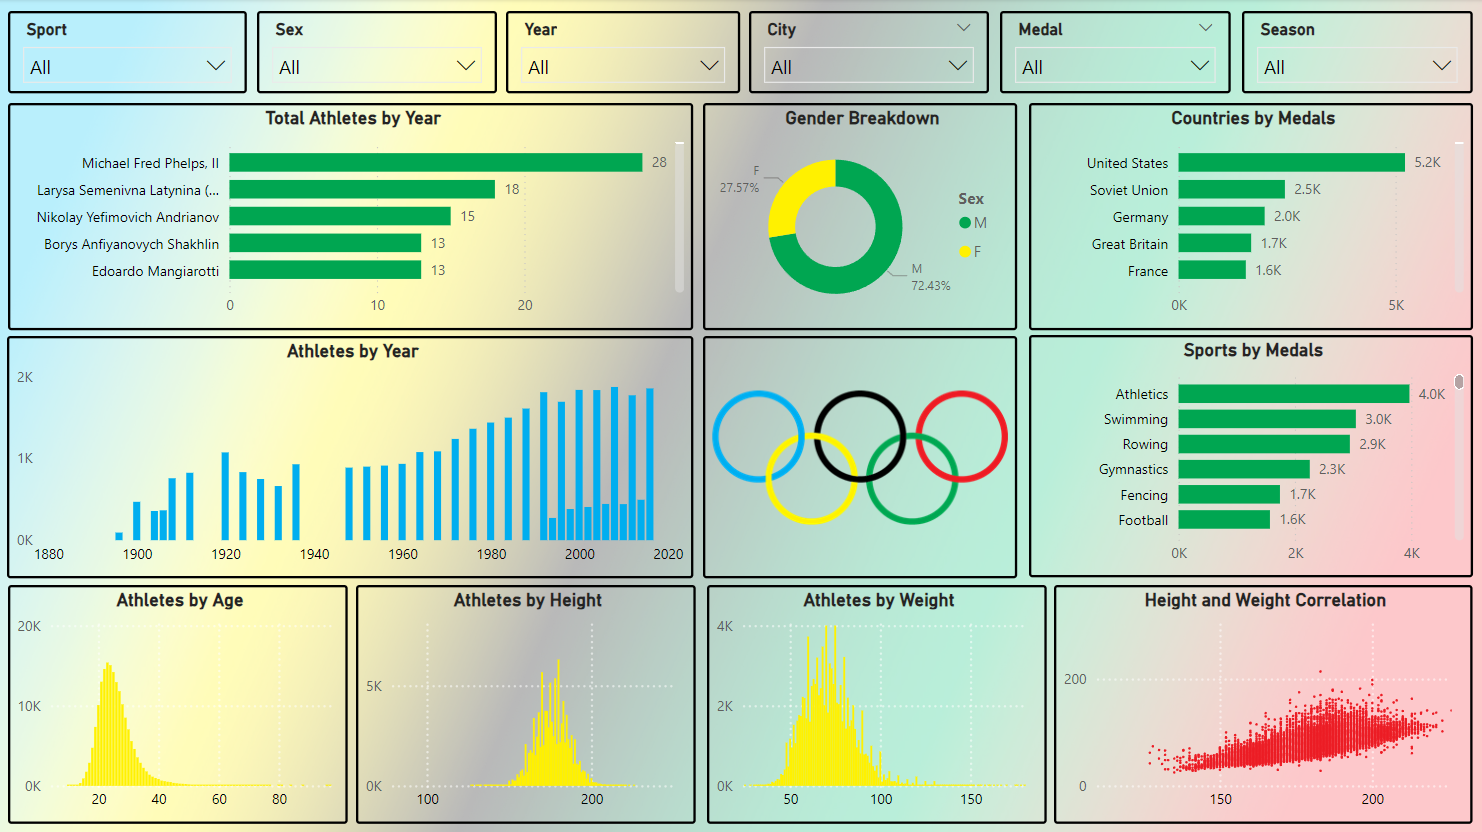 Sport
All
Sex
All
Year
All
City
All
Medal
All
Season
All
Total Athletes by Year
Michael Fred Phelps, II
28
Larysa Semenivna Latynina (...
18
Nikolay Yefimovich Andrianov
15
Borys Anfiyanovych Shakhlin
13
Edoardo Mangiarotti
13
0 10 20
Gender Breakdown
F
27.57%
M
72.43%
Sex
M
F
Countries by Medals
United States
5.2K
Soviet Union
2.5K
Germany
2.0K
Great Britain
1.7K
France
1.6K
0K 5K
Athletes by Year
2K
1K
0K
1880 1900 1920 1940 1960 1980 2000 2020
Sports by Medals
Athletics
4.0K
Swimming
3.0K
Rowing
2.9K
Gymnastics
2.3K
Fencing
1.7K
Football
1.6K
0K 2K 4K
Athletes by Age
20K
10K
0K
20 40 60 80
Athletes by Height
5K
0K
100 200
Athletes by Weight
4K
2K
0K
50 100 150
Height and Weight Correlation
200
0
150 200